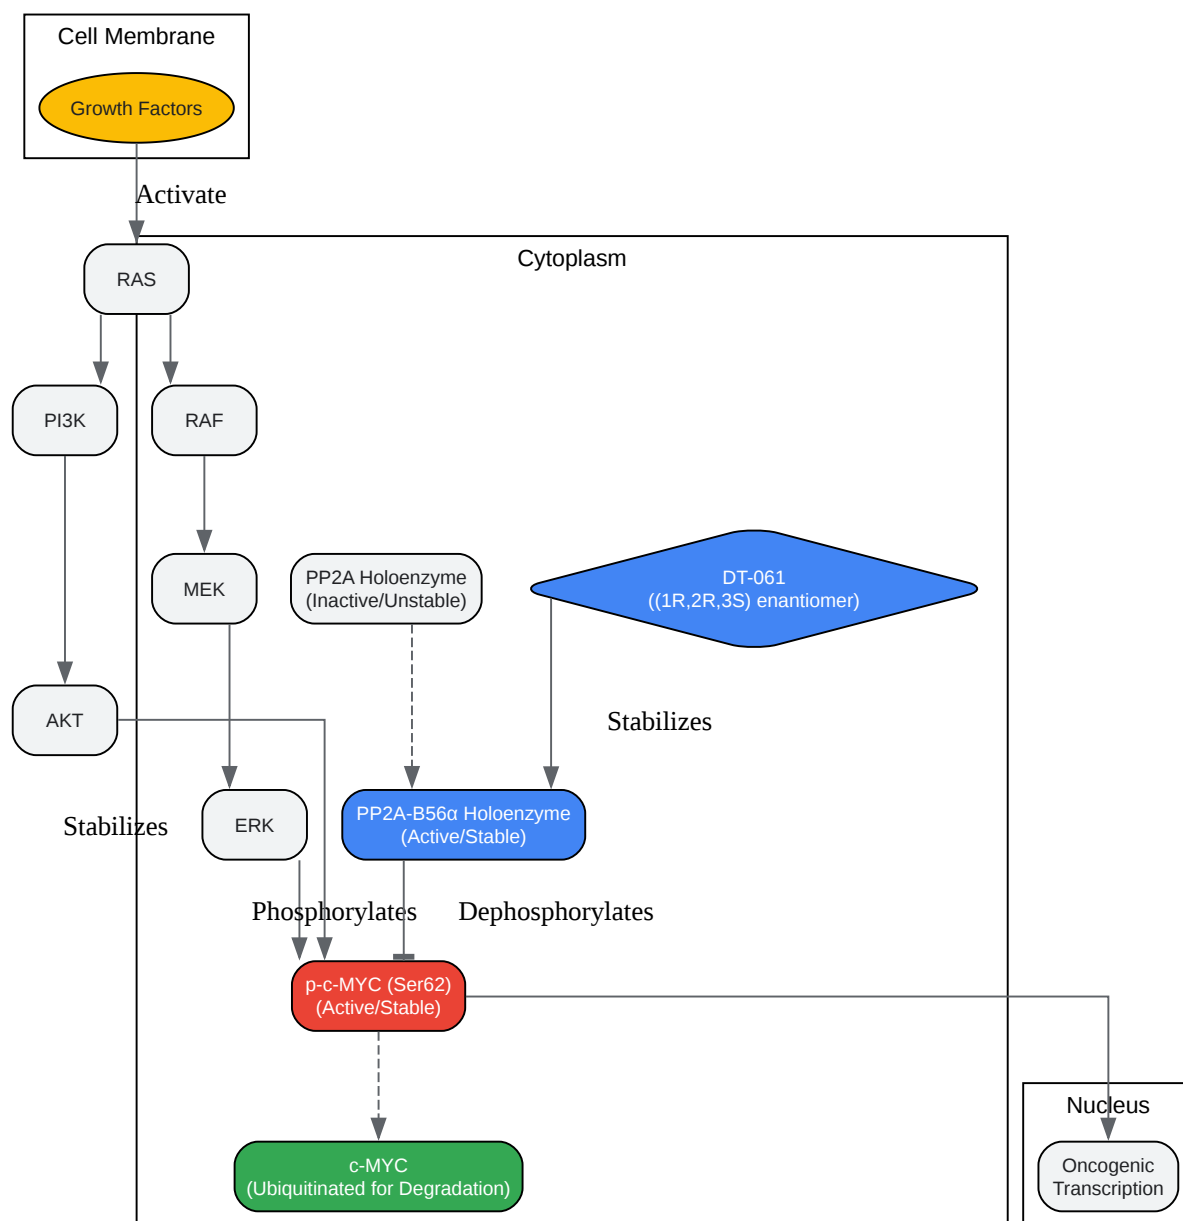 Cell Membrane
Growth Factors
Activate
Cytoplasm
RAS
PI3K
RAF
MEK
PP2A Holoenzyme
(Inactive/Unstable)
DT-061
((1R,2R,3S) enantiomer)
AKT
Stabilizes
Stabilizes
ERK
PP2A-B56α Holoenzyme
(Active/Stable)
Phosphorylates
Dephosphorylates
p-c-MYC (Ser62)
(Active/Stable)
Nucleus
c-MYC
(Ubiquitinated for Degradation)
Oncogenic
Transcription